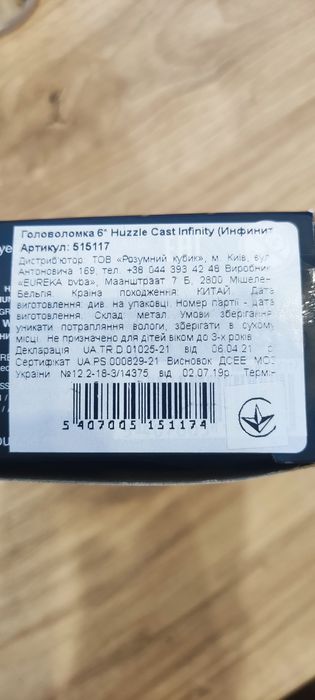 Головоломка 6* Huzzle Cast Infinity (Инфинит
Артикул: 515117
Дистриб'ютор: ТОВ «Розумний кубик», м. Київ, вул.
Антоновича 169, тел. +38 044 393 42 48 Виробник
«EUREKA bvba», Мaанштраат 7 Б, 2800 Мішелен
Бельгія Країна походження: КИТАЙ. Дата
виготовлення: див. на упаковці. Номер партії - дата
виготовлення. Склад: метал. Умови зберігання:
уникати потрапляння вологи, зберігати в сухому
місці. Не призначено для дітей віком до 3-х років
Декларація UA.TR.D.01025-21 від 06.04.21 с
Сертифікат UA.PS.000829-21 Висновок ДСЕЕ МОЗ
України №12.2-18-3/14375 від 02.07.19р. Термін
5 407005 151174